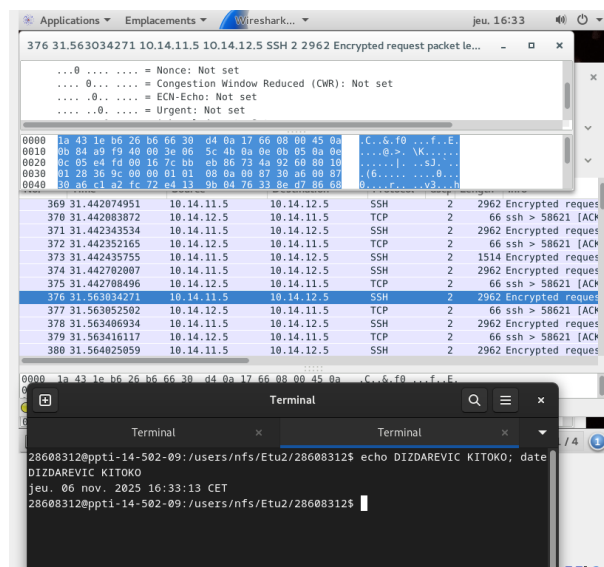 Applications Emplacements Wireshark... jeu. 16:33
376 31.563034271 10.14.11.5 10.14.12.5 SSH 2 2962 Encrypted request packet le...
...0 .... .... = Nonce: Not set
.... 0... .... = Congestion Window Reduced (CWR): Not set
.... .0.. .... = ECN-Echo: Not set
.... ..0. .... = Urgent: Not set
0000 1a 43 1e b6 26 b6 66 30 d4 0a 17 66 08 00 45 0a .C..&.f0 ...f..E.
0010 0b 84 a9 f9 40 00 3e 06 5c 4b 0a 0e 0b 05 0a 0e ....@.>. \K......
0020 0c 05 e4 fd 00 16 7c bb eb 86 73 4a 92 60 80 10 ......|. ..sJ.`..
0030 01 28 36 9c 00 00 01 01 08 0a 00 87 30 a6 00 87 .(6..... ....0...
0040 30 a6 c1 a2 fc 72 e4 13 9b 04 76 33 8e d7 86 68 0....r.. ..v3...h
369 31.442074951 10.14.11.5 10.14.12.5 SSH 2 2962 Encrypted reques
370 31.442083872 10.14.12.5 10.14.11.5 TCP 2 66 ssh > 58621 [ACK
371 31.442343534 10.14.11.5 10.14.12.5 SSH 2 2962 Encrypted reques
372 31.442352165 10.14.12.5 10.14.11.5 TCP 2 66 ssh > 58621 [ACK
373 31.442435755 10.14.11.5 10.14.12.5 SSH 2 1514 Encrypted reques
374 31.442702007 10.14.11.5 10.14.12.5 SSH 2 2962 Encrypted reques
375 31.442708496 10.14.12.5 10.14.11.5 TCP 2 66 ssh > 58621 [ACK
376 31.563034271 10.14.11.5 10.14.12.5 SSH 2 2962 Encrypted reques
377 31.563052502 10.14.12.5 10.14.11.5 TCP 2 66 ssh > 58621 [ACK
378 31.563406934 10.14.11.5 10.14.12.5 SSH 2 2962 Encrypted reques
379 31.563416117 10.14.12.5 10.14.11.5 TCP 2 66 ssh > 58621 [ACK
380 31.564025059 10.14.11.5 10.14.12.5 SSH 2 2962 Encrypted reques
0000 1a 43 1e b6 26 b6 66 30 d4 0a 17 66 08 00 45 0a .C..&.f0 ...f..E.
Terminal
Terminal Terminal
/ 4 1
28608312@ppti-14-502-09:/users/nfs/Etu2/28608312$ echo DIZDAREVIC KITOKO; date
DIZDAREVIC KITOKO
jeu. 06 nov. 2025 16:33:13 CET
28608312@ppti-14-502-09:/users/nfs/Etu2/28608312$